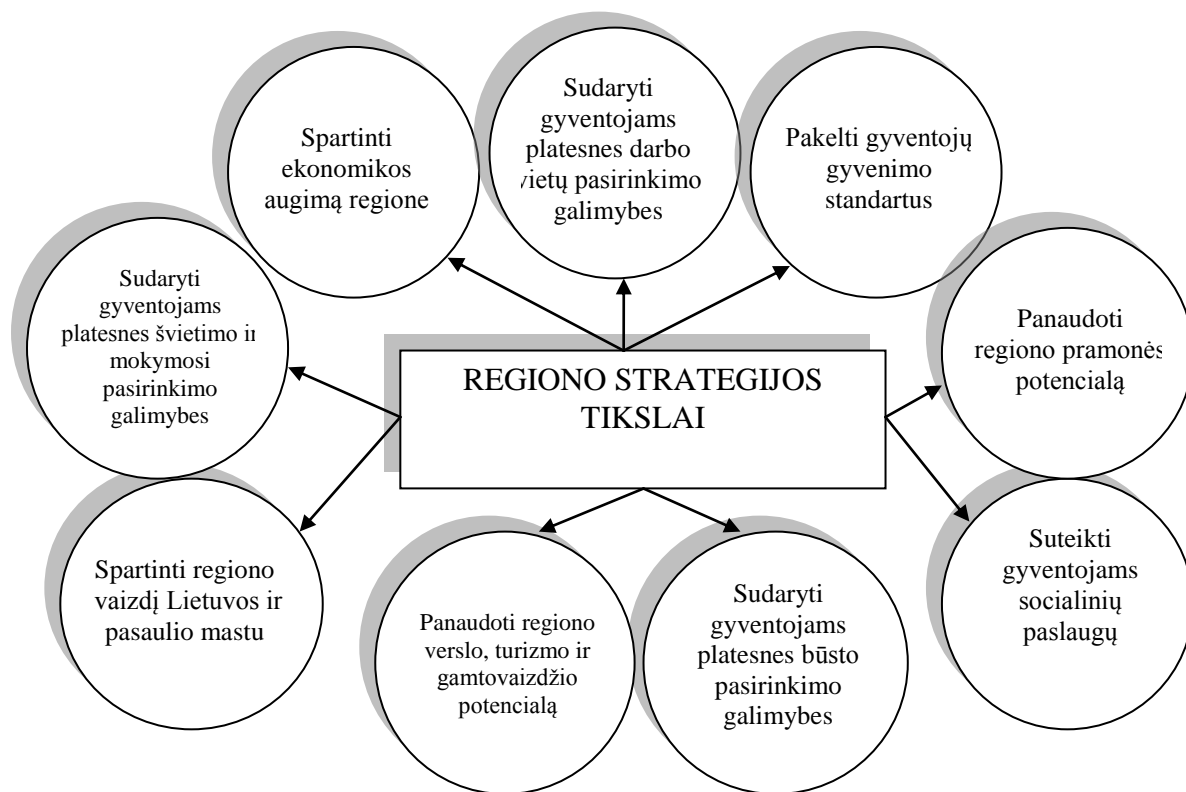 Spartinti
ekonomikos
augimą regione
Sudaryti
gyventojams
platesnes darbo
vietų pasirinkimo
galimybes
Pakelti gyventojų
gyvenimo
standartus
Sudaryti
gyventojams
platesnes švietimo ir
mokymosi
pasirinkimo
galimybes
REGIONO STRATEGIJOS
TIKSLAI
Panaudoti
regiono pramonės
potencialą
Spartinti regiono
vaizdį Lietuvos ir
pasaulio mastu
Panaudoti regiono
verslo, turizmo ir
gamtovaizdžio
potencialą
Sudaryti
gyventojams
platesnes būsto
pasirinkimo
galimybes
Suteikti
gyventojams
socialinių
paslaugų